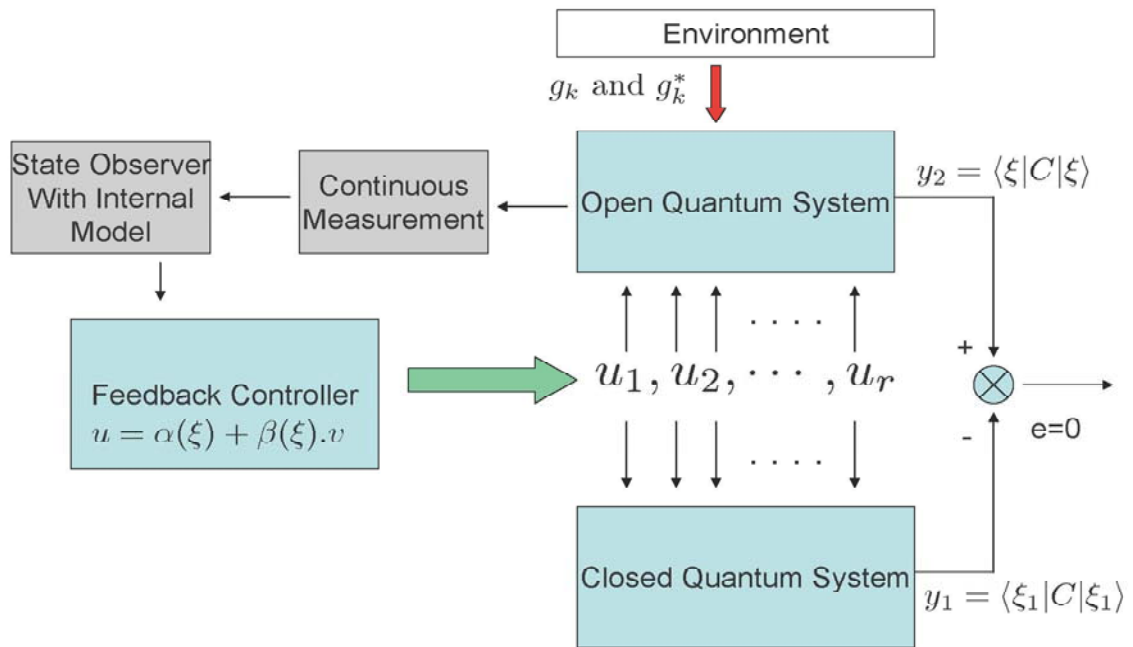 Environment
g_k and g_k^*
State Observer
With Internal
Model
Continuous
Measurement
Open Quantum System
y_2 = ⟨ξ|C|ξ⟩
. . . .
Feedback Controller
u = α(ξ) + β(ξ).v
u_1, u_2, ⋯ , u_r
+
-
e=0
. . . .
Closed Quantum System
y_1 = ⟨ξ_1|C|ξ_1⟩